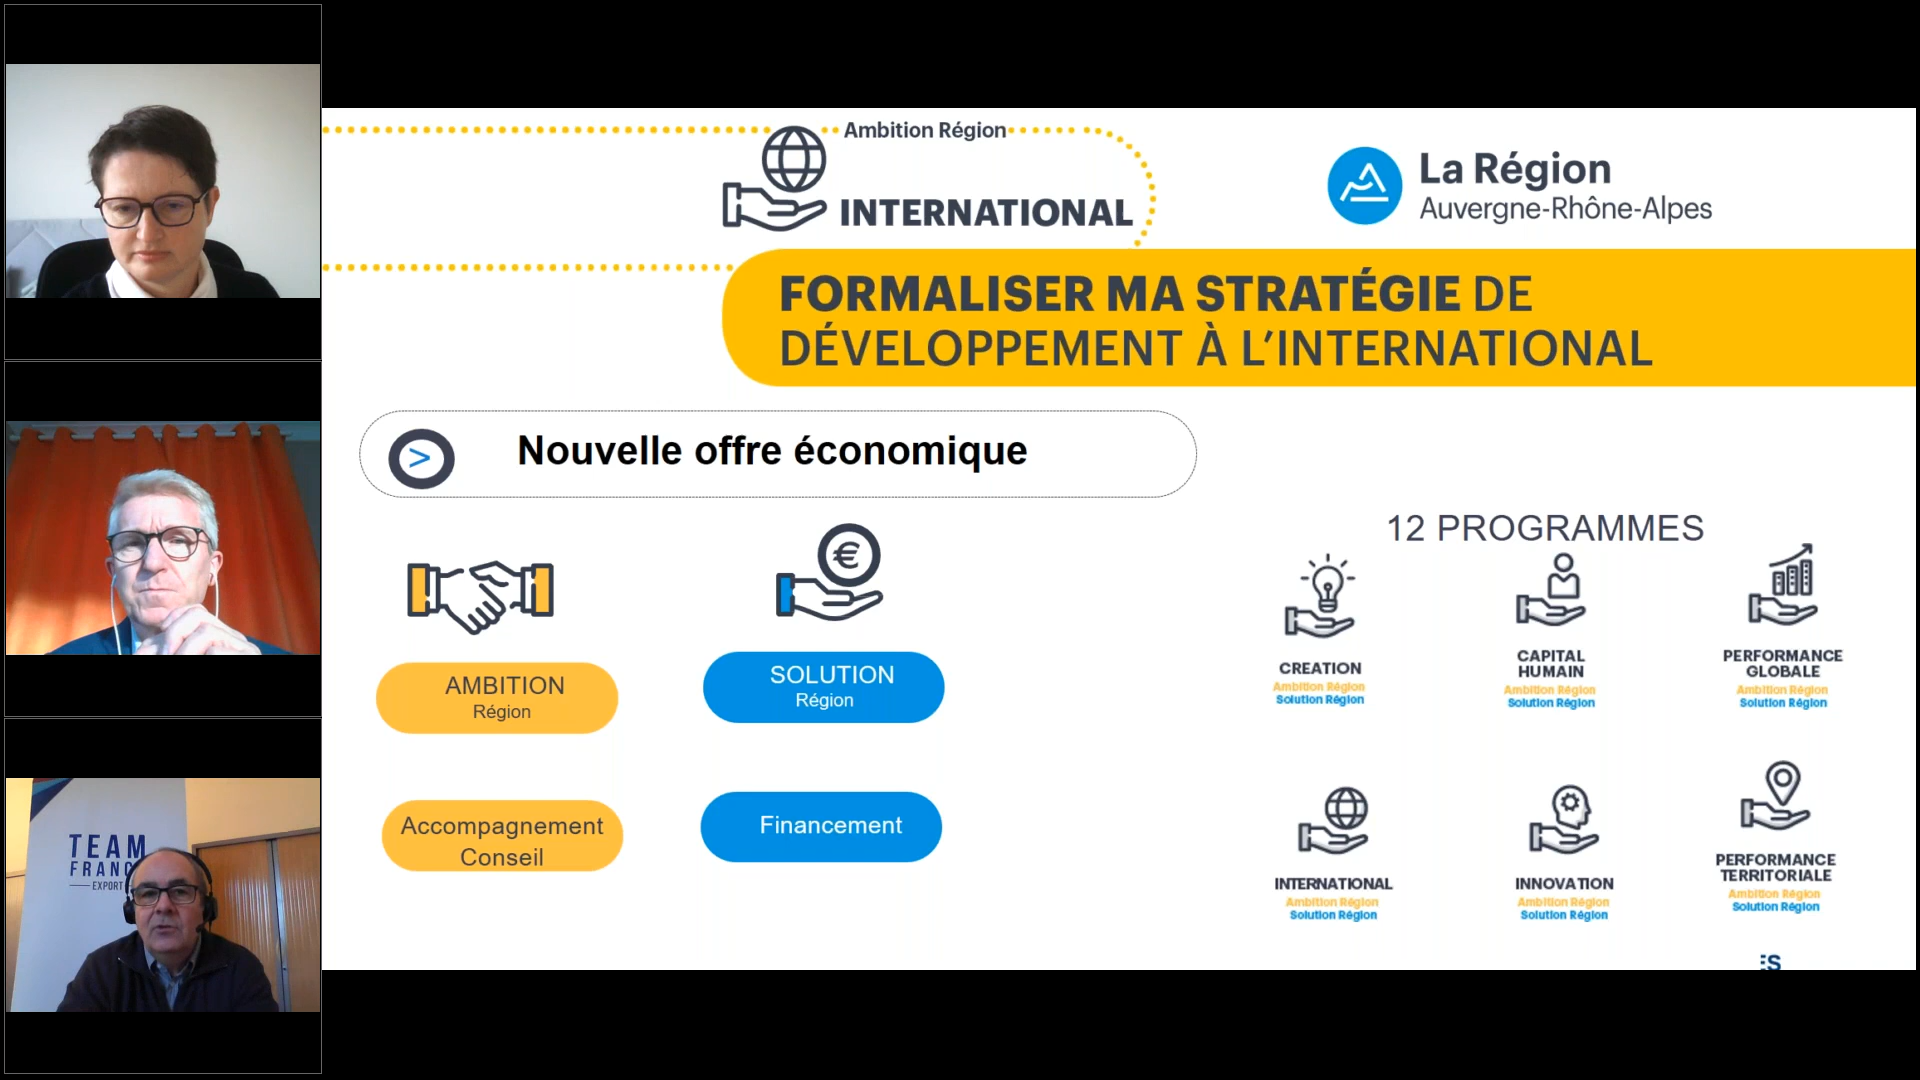 Ambition Région
INTERNATIONAL
La Région
Auvergne-Rhône-Alpes
FORMALISER MA STRATÉGIE DE
DÉVELOPPEMENT À L’INTERNATIONAL
>
Nouvelle offre économique
€
AMBITION
Région
SOLUTION
Région
Accompagnement
Conseil
Financement
12 PROGRAMMES
CREATION
Ambition Région
Solution Région
CAPITAL
HUMAIN
Ambition Région
Solution Région
PERFORMANCE
GLOBALE
Ambition Région
Solution Région
INTERNATIONAL
Ambition Région
Solution Région
INNOVATION
Ambition Région
Solution Région
PERFORMANCE
TERRITORIALE
Ambition Région
Solution Région
ES
TEAM
FRANC
EXPORT